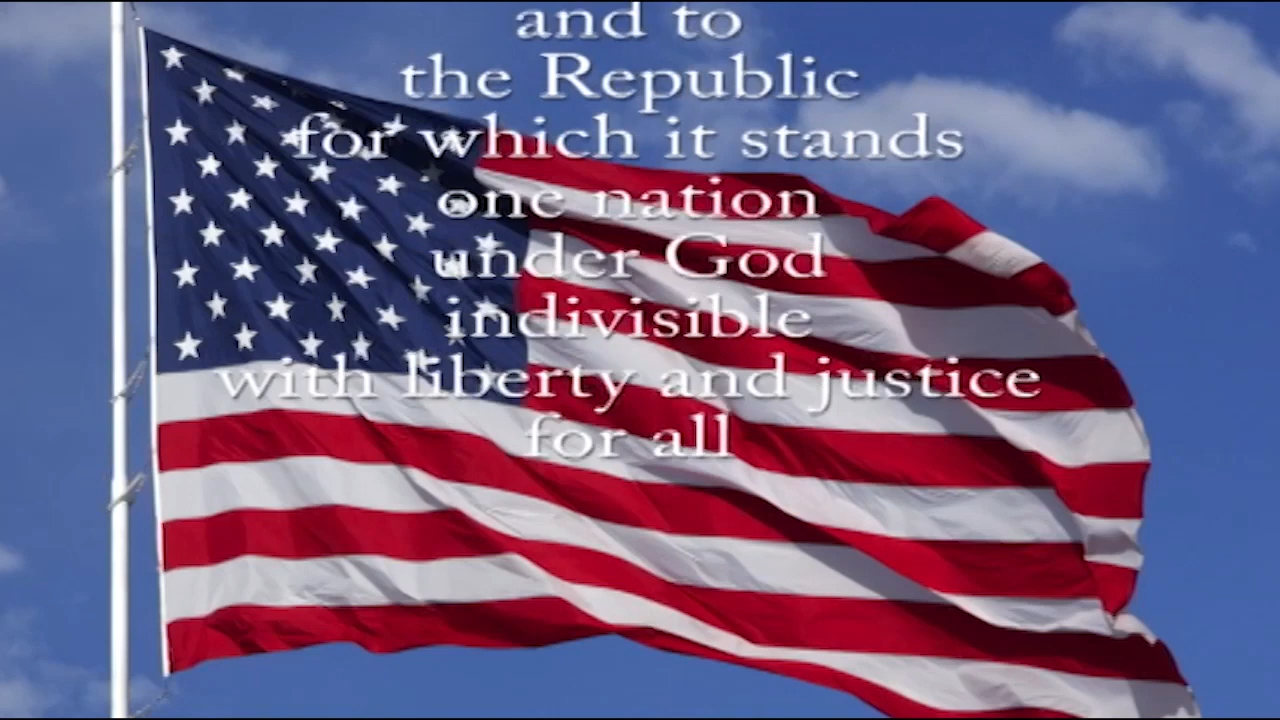 and to
the Republic
for which it stands
one nation
under God
indivisible
with liberty and justice
for all